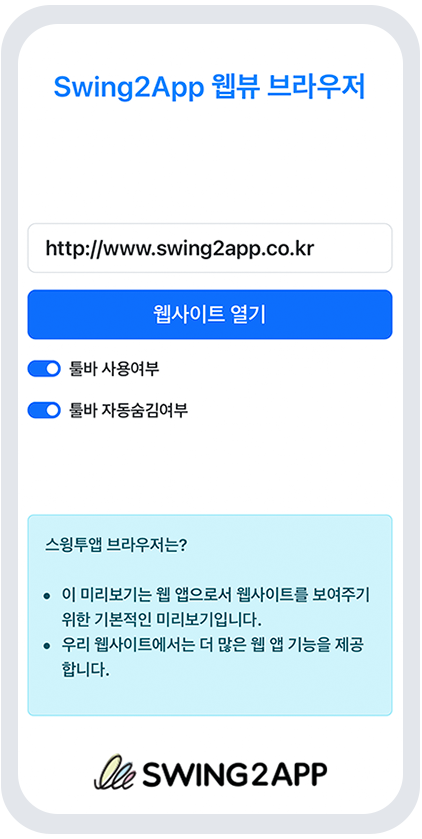 Swing2App 웹뷰 브라우저
http://www.swing2app.co.kr
웹사이트 열기
툴바 사용여부
툴바 자동숨김여부
스윙투앱 브라우저는?
• 이 미리보기는 웹 앱으로서 웹사이트를 보여주기
위한 기본적인 미리보기입니다.
• 우리 웹사이트에서는 더 많은 웹 앱 기능을 제공
합니다.
SWING2APP